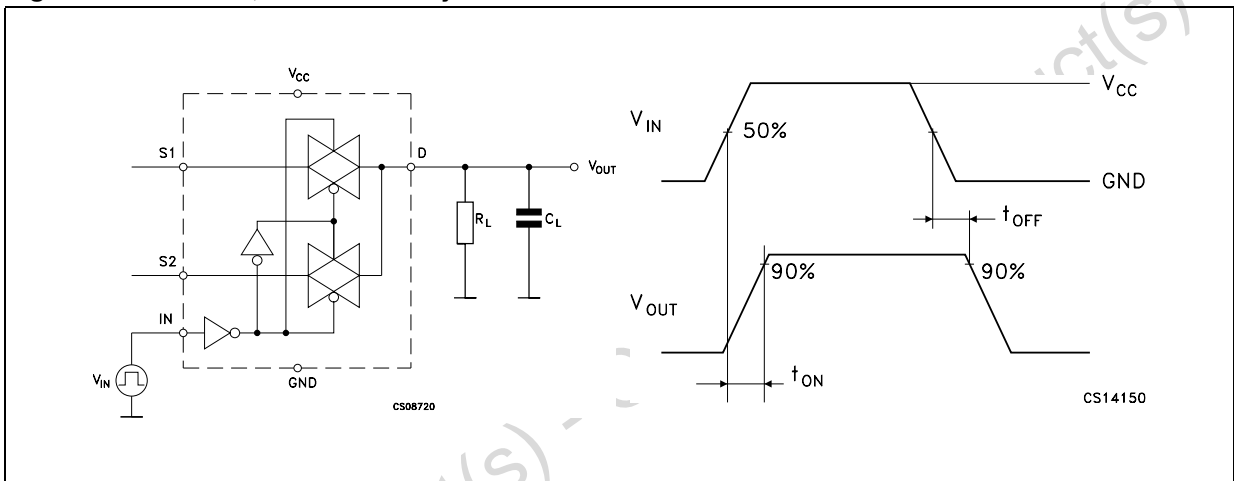 VCC
S1
D
VOUT
RL
CL
S2
IN
VIN
GND
CS08720
VIN
50%
VCC
GND
tOFF
90%
90%
VOUT
tON
CS14150